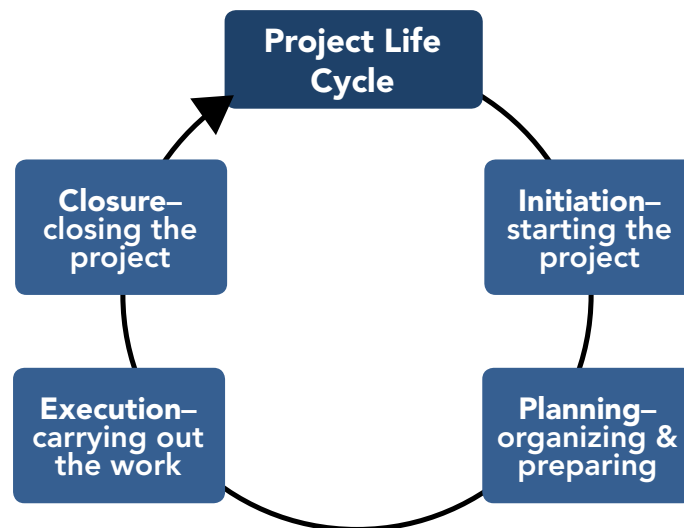 Project Life
Cycle
Initiation–
starting the
project
Planning–
organizing &
preparing
Execution–
carrying out
the work
Closure–
closing the
project